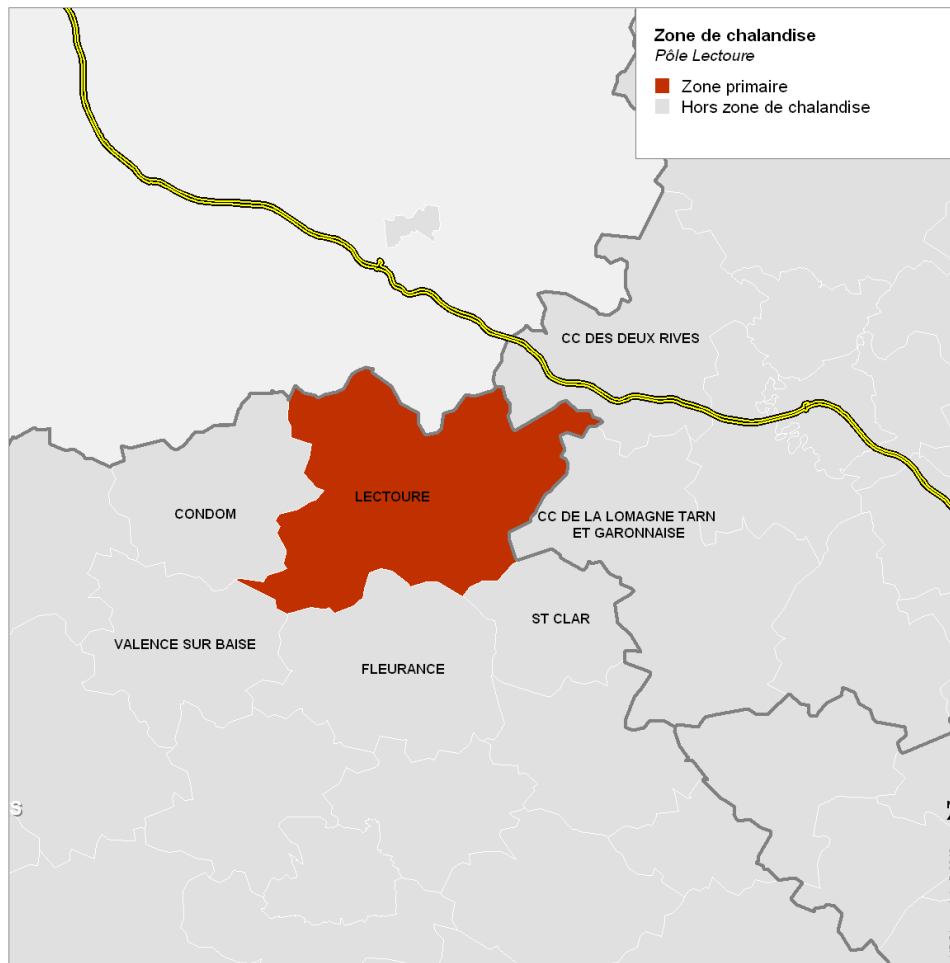 Zone de chalandise
Pôle Lectoure
Zone primaire
Hors zone de chalandise
CC DES DEUX RIVES
LECTOURE
CONDOM
CC DE LA LOMAGNE TARN
ET GARONNAISE
ST CLAR
VALENCE SUR BAISE
FLEURANCE
S